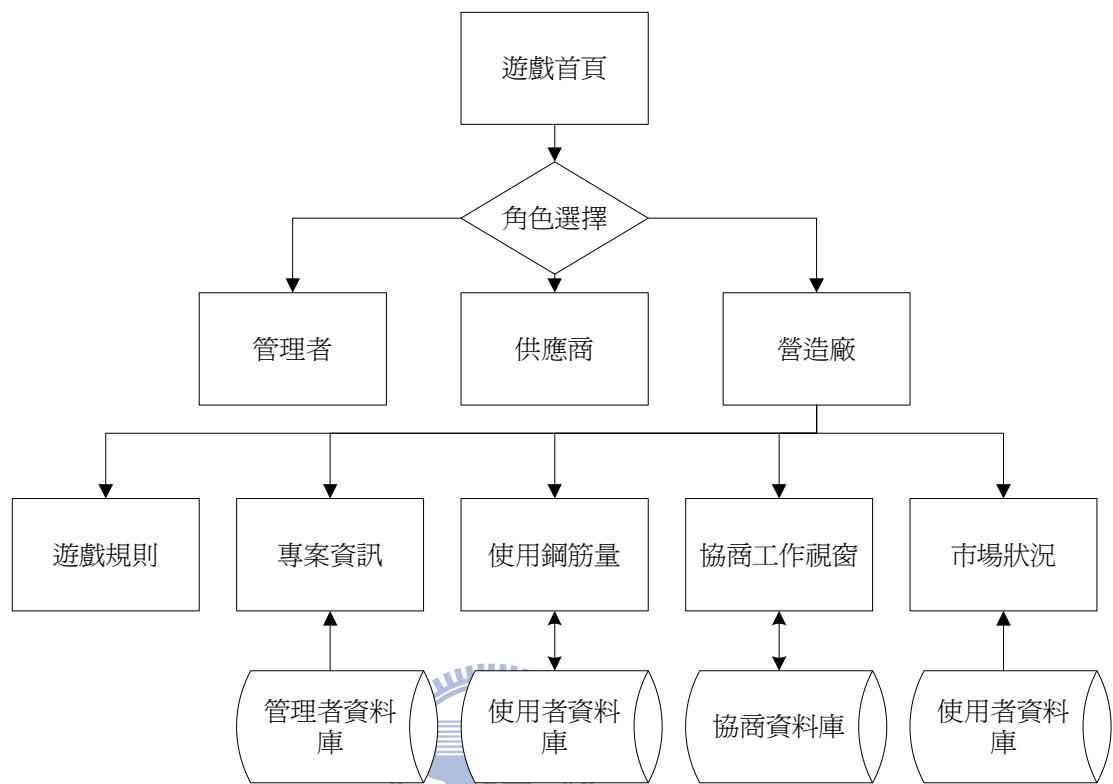 遊戲首頁
角色選擇
管理者
供應商
營造廠
遊戲規則
專案資訊
使用鋼筋量
協商工作視窗
市場狀況
管理者資料
庫
使用者資料
庫
協商資料庫
使用者資料
庫